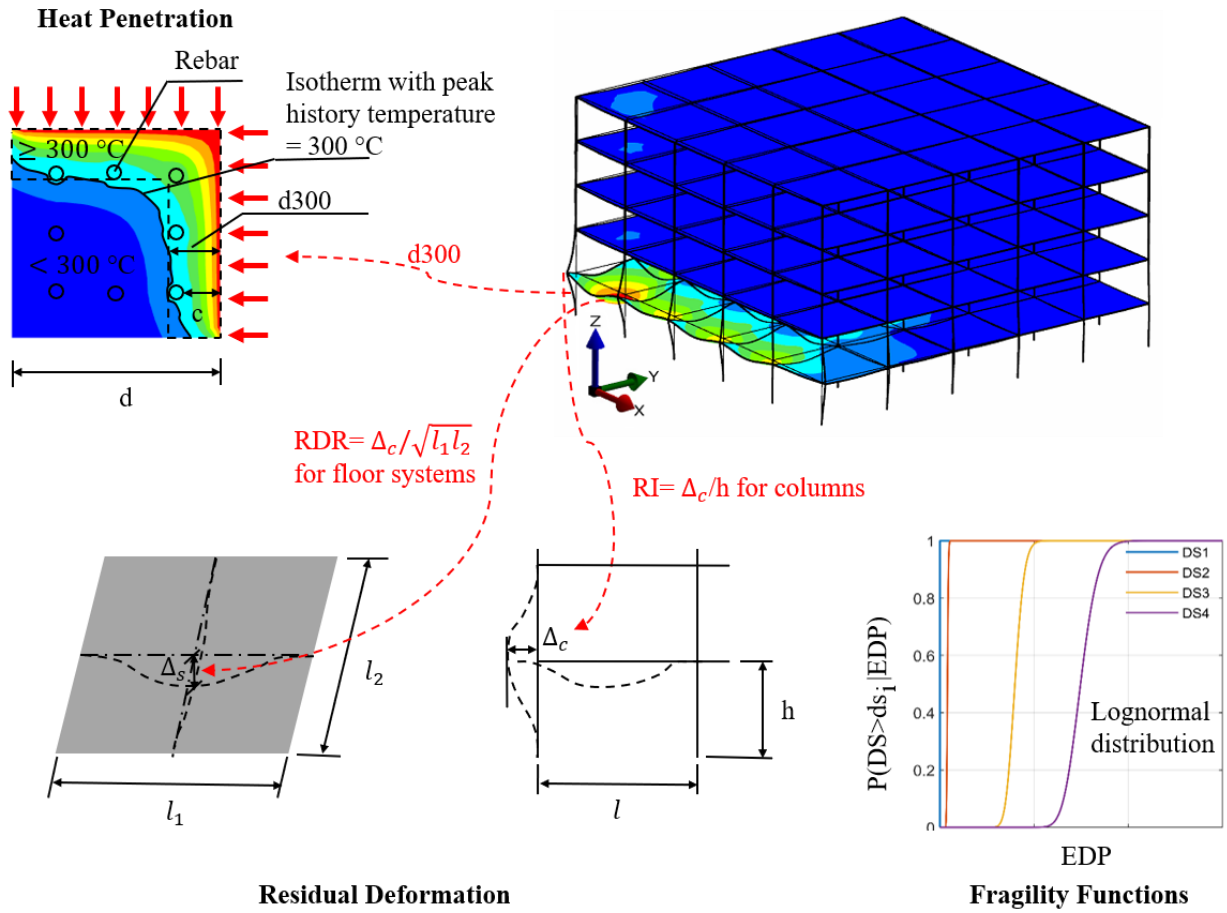 Heat Penetration
Rebar
Isotherm with peak
history temperature
= 300 °C
≥ 300 °C
d300
< 300 °C
c
d
d300
Z
Y
X
RDR= Δc/√l1l2
for floor systems
RI= Δc/h for columns
Δs
l2
l1
Δc
h
l
P(DS>dsi|EDP)
1
0.8
0.6
0.4
0.2
0
DS1
DS2
DS3
DS4
Lognormal
distribution
EDP
Residual Deformation
Fragility Functions